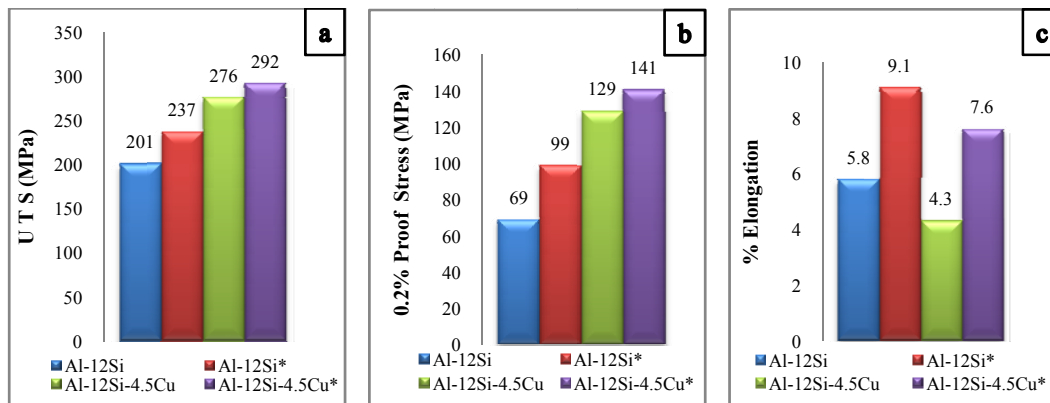 a
350
300
250
200
150
100
50
0
U T S (MPa)
201
237
276
292
Al-12Si
Al-12Si*
Al-12Si-4.5Cu
Al-12Si-4.5Cu*
b
160
140
120
100
80
60
40
20
0
0.2% Proof Stress (MPa)
69
99
129
141
Al-12Si
Al-12Si*
Al-12Si-4.5Cu
Al-12Si-4.5Cu*
c
10
8
6
4
2
0
% Elongation
5.8
9.1
4.3
7.6
Al-12Si
Al-12Si*
Al-12Si-4.5Cu
Al-12Si-4.5Cu*